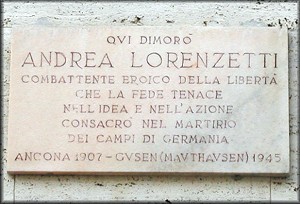 QVI DIMORÒ
ANDREA LORENZETTI
COMBATTENTE EROICO DELLA LIBERTÀ
CHE LA FEDE TENACE
NELL'IDEA E NELL'AZIONE
CONSACRÒ NEL MARTIRIO
DEI CAMPI DI GERMANIA
ANCONA 1907 - GVSEN (MAVTHAVSEN) 1945